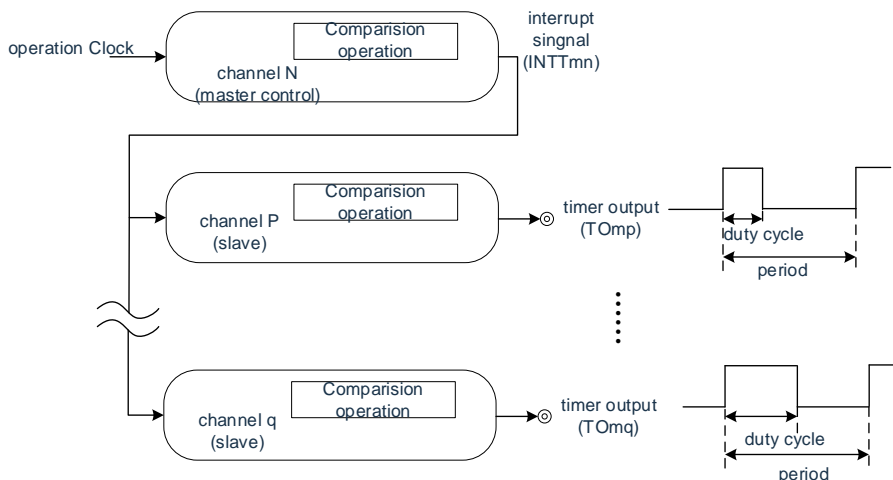 operation Clock
Comparision
operation
channel N
(master control)
interrupt
singnal
(INTTmn)
Comparision
operation
channel P
(slave)
timer output
(TOmp)
duty cycle
period
Comparision
operation
channel q
(slave)
timer output
(TOmq)
duty cycle
period